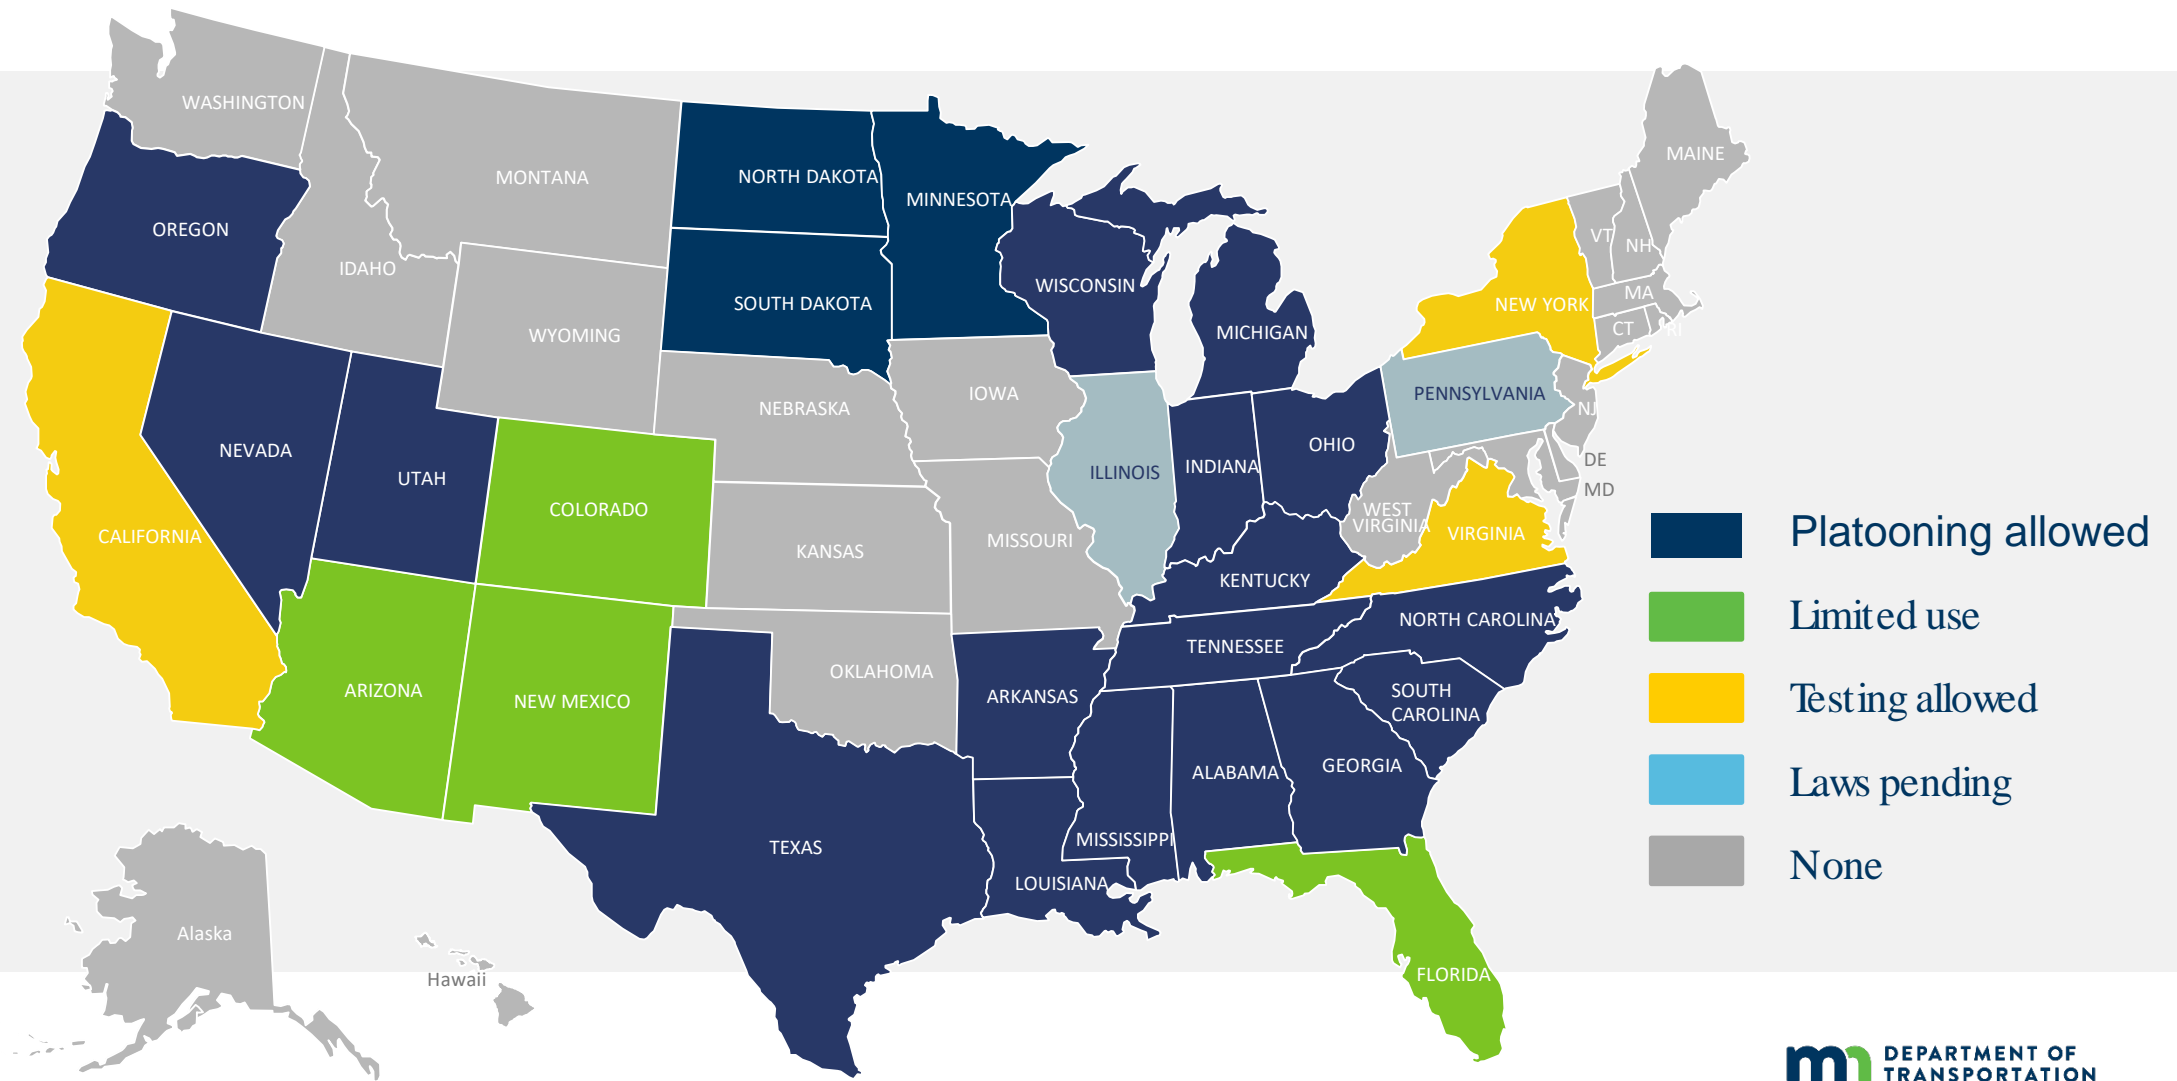 WASHINGTON
MONTANA
NORTH DAKOTA
MINNESOTA
MAINE
OREGON
IDAHO
VT
NH
WISCONSIN
SOUTH DAKOTA
WYOMING
MICHIGAN
NEW YORK
MA
CT
RI
NEBRASKA
IOWA
PENNSYLVANIA
NJ
NEVADA
UTAH
COLORADO
ILLINOIS
INDIANA
OHIO
DE
MD
CALIFORNIA
KANSAS
MISSOURI
WEST
VIRGINIA
VIRGINIA
KENTUCKY
NORTH CAROLINA
TENNESSEE
ARIZONA
NEW MEXICO
OKLAHOMA
ARKANSAS
SOUTH
CAROLINA
TEXAS
MISSISSIPPI
ALABAMA
GEORGIA
LOUISIANA
FLORIDA
Alaska
Hawaii
Platooning allowed
Limited use
Testing allowed
Laws pending
None
mn DEPARTMENT OF
TRANSPORTATION